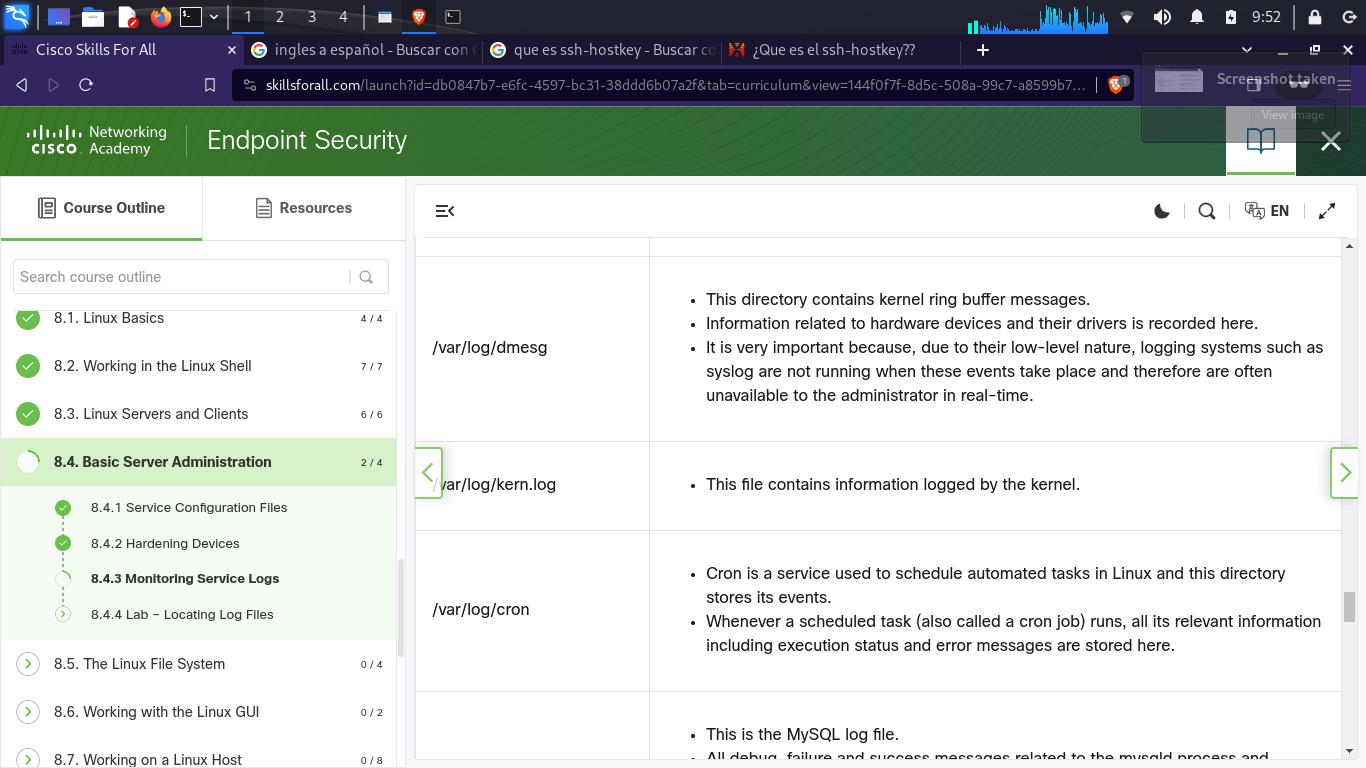 1 2 3 4 9:52
Cisco Skills For All
ingles a español - Buscar con G
que es ssh-hostkey - Buscar co
¿Que es el ssh-hostkey??
skillsforall.com/launch?id=db0847b7-e6fc-4597-bc31-38ddd6b07a2f&tab=curriculum&view=144f0f7f-8d5c-508a-99c7-a8599b7...
1
Screenshot taken
View image
cisco Networking Academy
Endpoint Security
Course Outline
Resources
EN
Search course outline
8.1. Linux Basics 4 / 4
8.2. Working in the Linux Shell 7 / 7
8.3. Linux Servers and Clients 6 / 6
8.4. Basic Server Administration 2 / 4
8.4.1 Service Configuration Files
8.4.2 Hardening Devices
8.4.3 Monitoring Service Logs
8.4.4 Lab – Locating Log Files
8.5. The Linux File System 0 / 4
8.6. Working with the Linux GUI 0 / 2
8.7. Working on a Linux Host 0 / 8
/var/log/dmesg
• This directory contains kernel ring buffer messages.
• Information related to hardware devices and their drivers is recorded here.
• It is very important because, due to their low-level nature, logging systems such as
syslog are not running when these events take place and therefore are often
unavailable to the administrator in real-time.
/var/log/kern.log
• This file contains information logged by the kernel.
/var/log/cron
• Cron is a service used to schedule automated tasks in Linux and this directory
stores its events.
• Whenever a scheduled task (also called a cron job) runs, all its relevant information
including execution status and error messages are stored here.
• This is the MySQL log file.
• All debug, failure and success messages related to the mysqld process and